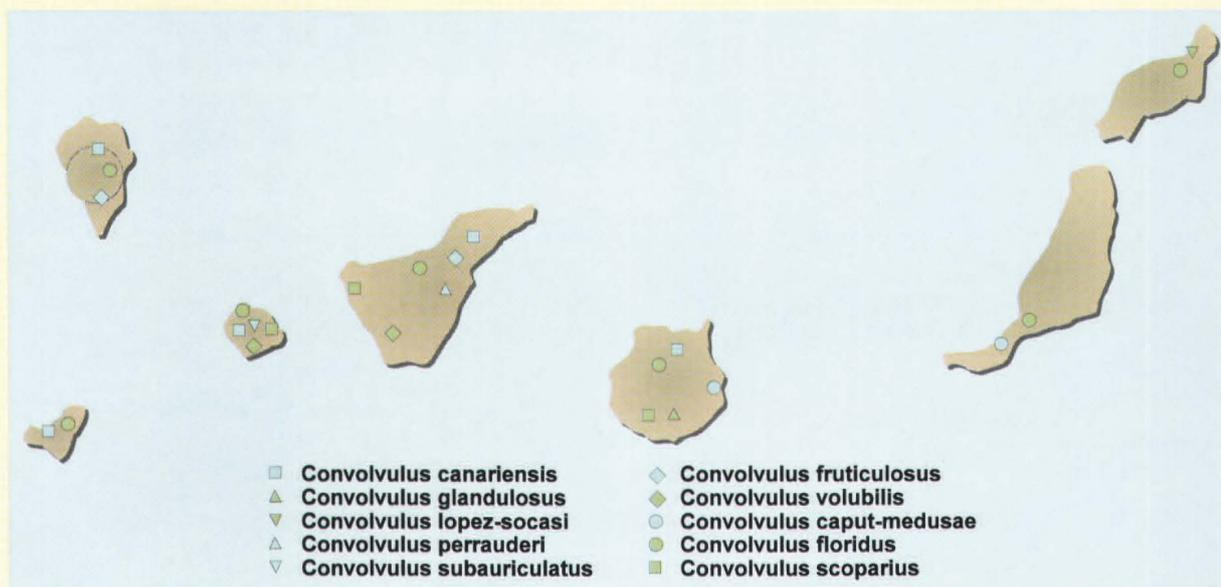 Convolvulus canariensis
Convolvulus glandulosus
Convolvulus lopez-socasi
Convolvulus perrauderi
Convolvulus subauriculatus
Convolvulus fruticulosus
Convolvulus volubilis
Convolvulus caput-medusae
Convolvulus floridus
Convolvulus scoparius